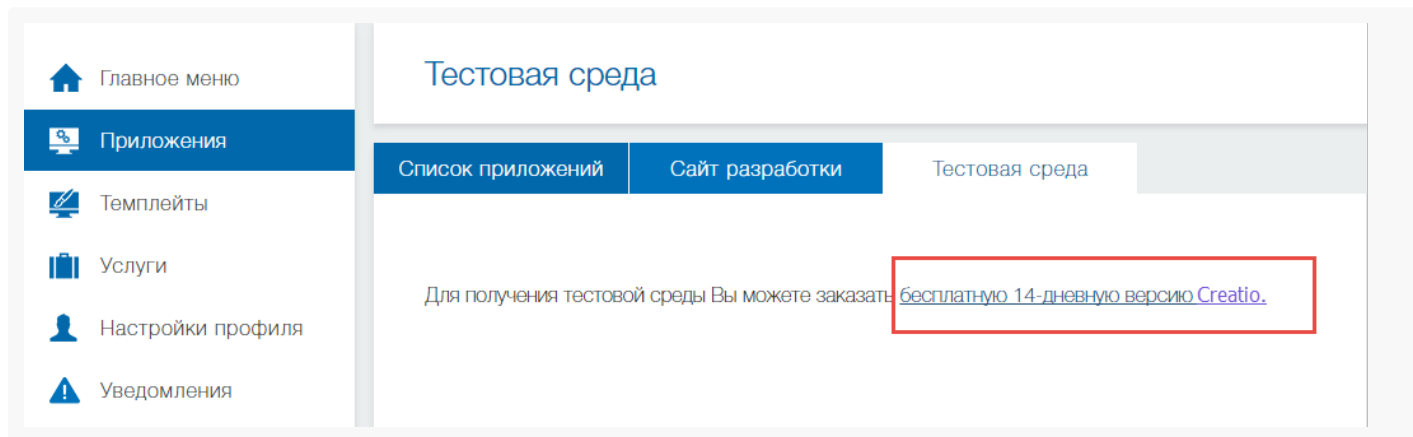 Главное меню
Приложения
Темплейты
Услуги
Настройки профиля
Уведомления
Тестовая среда
Список приложений
Сайт разработки
Тестовая среда
Для получения тестовой среды Вы можете заказать бесплатную 14-дневную версию Creatio.